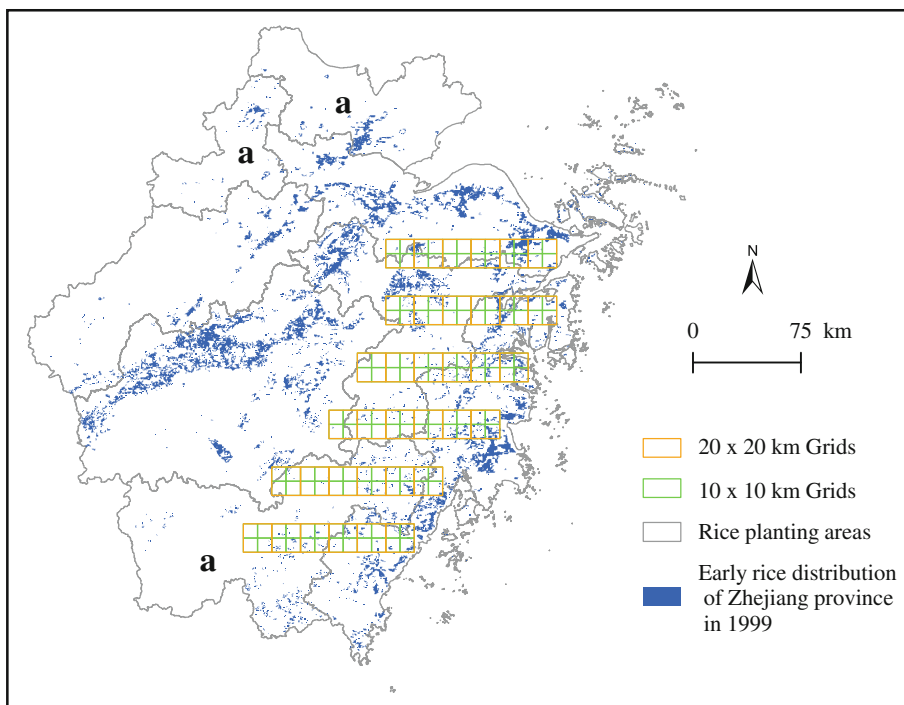 a
a
N
0 75 km
20 x 20 km Grids
10 x 10 km Grids
Rice planting areas
Early rice distribution
of Zhejiang province
in 1999
a